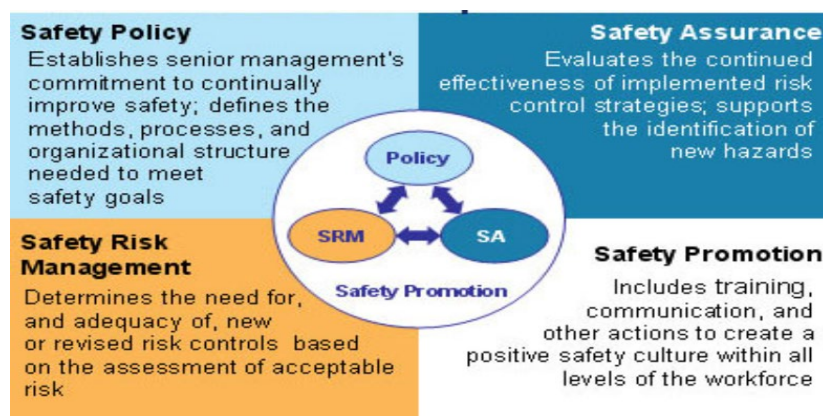 Safety Policy
Establishes senior management's
commitment to continually
improve safety; defines the
methods, processes, and
organizational structure
needed to meet
safety goals
Safety Assurance
Evaluates the continued
effectiveness of implemented risk
control strategies; supports
the identification of
new hazards
Policy
SRM
SA
Safety Promotion
Safety Risk
Management
Determines the need for,
and adequacy of, new
or revised risk controls based
on the assessment of acceptable
risk
Safety Promotion
Includes training,
communication, and
other actions to create a
positive safety culture within all
levels of the workforce